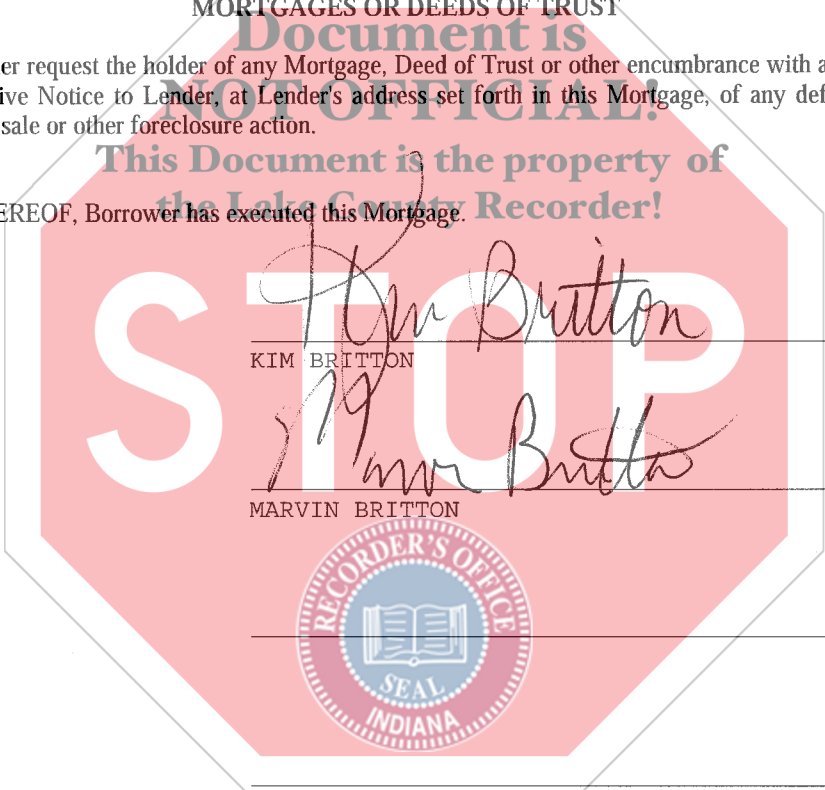 MORTGAGES OR DEEDS OF TRUST
Document is
er request the holder of any Mortgage, Deed of Trust or other encumbrance with a
ive Notice to Lender, at Lender's address set forth in this Mortgage, of any def
NOT OFFICIAL!
sale or other foreclosure action.
This Document is the property of
the Lake County Recorder!
EREOF, Borrower has executed this Mortgage.
STOP
Kim Britton
KIM BRITTON
Marvin Britton
MARVIN BRITTON
RECORDER'S OFFICE
SEAL
INDIANA